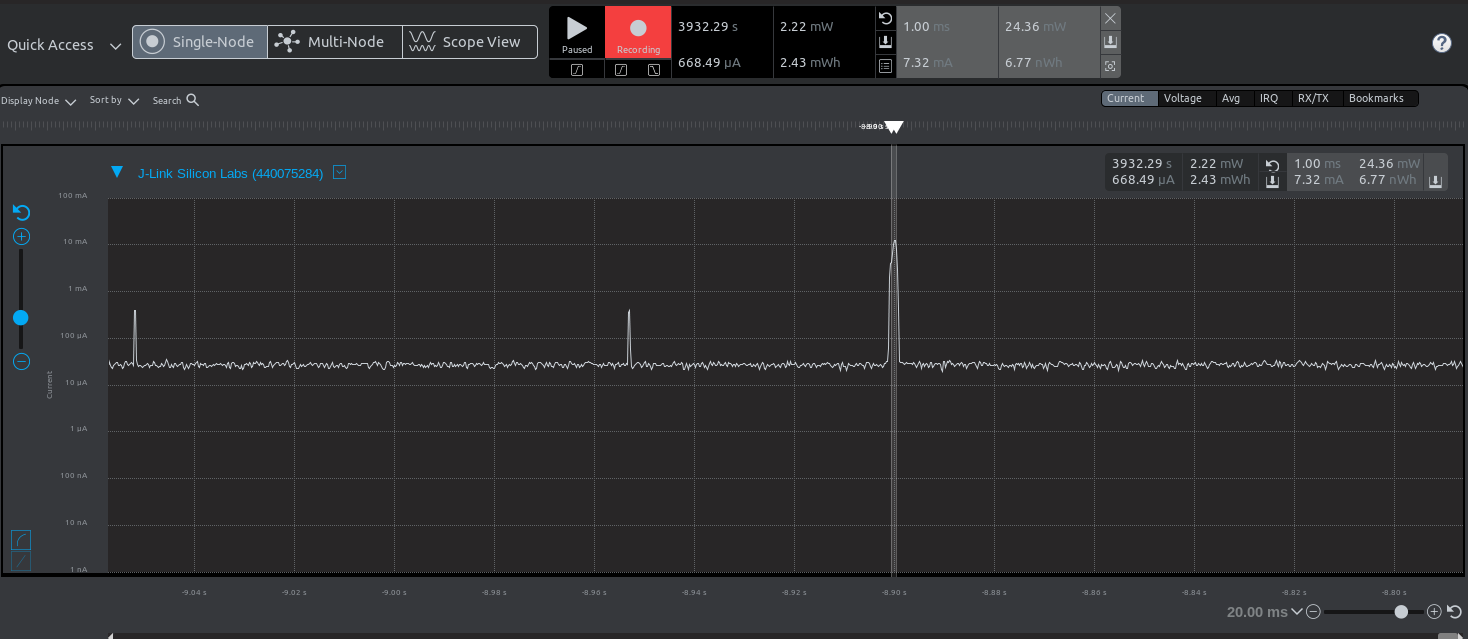 Quick Access
Single-Node
Multi-Node
Scope View
Paused
Recording
3932.29 s
668.49 µA
2.22 mW
2.43 mWh
1.00 ms
7.32 mA
24.36 mW
6.77 nWh
?
Display Node
Sort by
Search
Current Voltage Avg IRQ RX/TX Bookmarks
J-Link Silicon Labs (440075284)
3932.29 s 2.22 mW 1.00 ms 24.36 mW
668.49 µA 2.43 mWh 7.32 mA 6.77 nWh
100 mA
10 mA
1 mA
100 µA
10 µA
1 µA
100 nA
10 nA
1 nA
Current
-9.04 s -9.02 s -9.00 s -8.98 s -8.96 s -8.94 s -8.92 s -8.90 s -8.88 s -8.86 s -8.84 s -8.82 s -8.80 s
20.00 ms